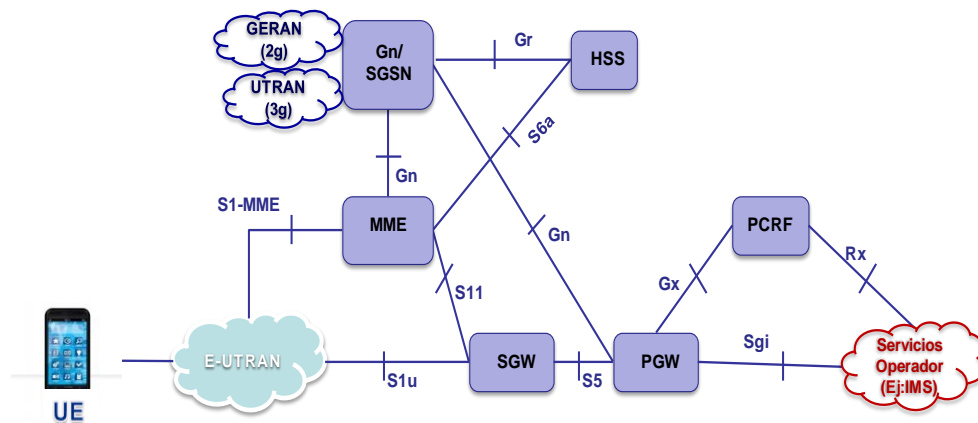 GERAN
(2g)
Gn/
SGSN
Gr
HSS
UTRAN
(3g)
S6a
Gn
S1-MME
MME
Gn
PCRF
Rx
Gx
S11
E-UTRAN
SGW
PGW
Sgi
Servicios
Operador
(Ej:IMS)
S1u
S5
UE